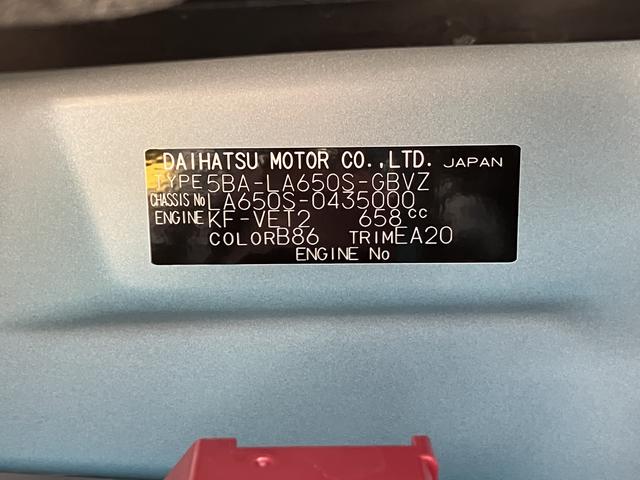 DAIHATSU MOTOR CO.,LTD. JAPAN
TYPE 5BA-LA650S-GBVZ
CHASSIS No LA650S-0435000
ENGINE KF-VET2 658cc
COLOR B86 TRIM EA20
ENGINE No